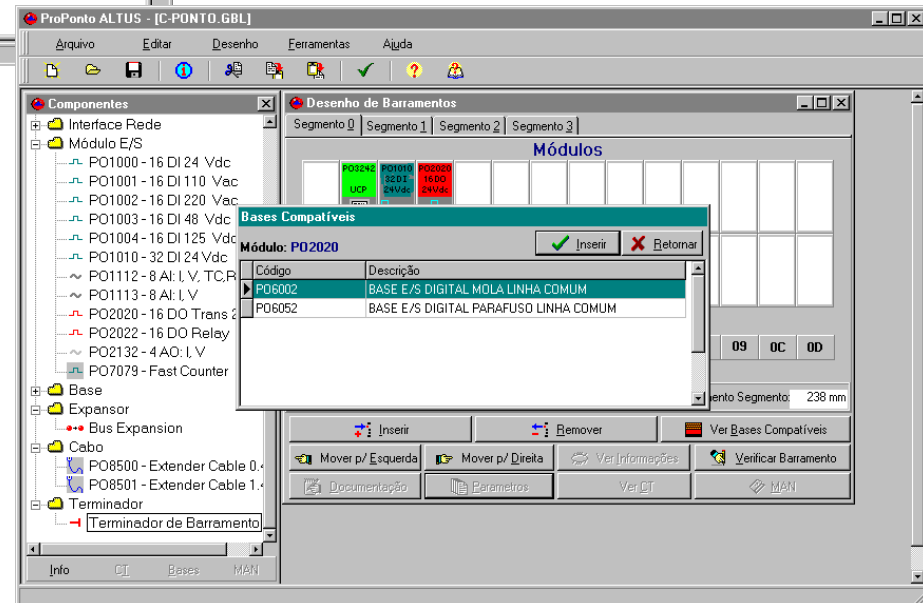 ProPonto ALTUS - [C-PONTO.GBL]
Arquivo Editar Desenho Ferramentas Ajuda
Componentes
Interface Rede
Módulo E/S
PO1000 - 16 DI 24 Vdc
PO1001 - 16 DI 110 Vac
PO1002 - 16 DI 220 Vac
PO1003 - 16 DI 48 Vdc
PO1004 - 16 DI 125 Vdc
PO1010 - 32 DI 24 Vdc
PO1112 - 8 AI: I, V, TC,R
PO1113 - 8 AI: I, V
PO2020 - 16 DO Trans 2
PO2022 - 16 DO Relay
PO2132 - 4 AO: I, V
PO7079 - Fast Counter
Base
Expansor
Bus Expansion
Cabo
PO8500 - Extender Cable 0.4
PO8501 - Extender Cable 1.4
Terminador
Terminador de Barramento
Info CT Bases MAN
Desenho de Barramentos
Segmento 0 Segmento 1 Segmento 2 Segmento 3
Módulos
PO3242 PO1010 PO2020
32DI 16DO
UCP 24Vdc 24Vdc
Bases Compatíveis
Módulo: PO2020 Inserir Retornar
Código Descrição
PO6002 BASE E/S DIGITAL MOLA LINHA COMUM
PO6052 BASE E/S DIGITAL PARAFUSO LINHA COMUM
09 0C 0D
mento Segmento: 238 mm
Inserir Remover Ver Bases Compatíveis
Mover p/ Esquerda Mover p/ Direita Ver Informações Verificar Barramento
Documentação Parametros Ver CT MAN